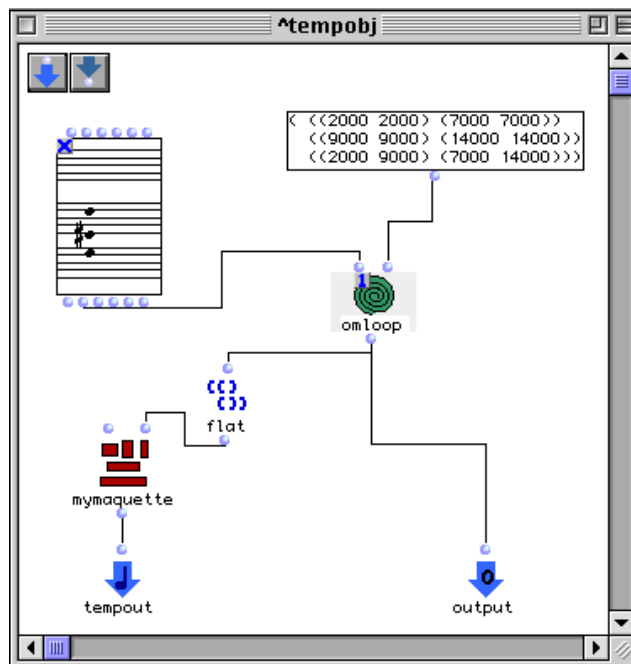 ^tempobj
( ((2000 2000) (7000 7000))
((9000 9000) (14000 14000))
((2000 9000) (7000 14000)))
1
omloop
flat
mymaquette
tempout
0
output